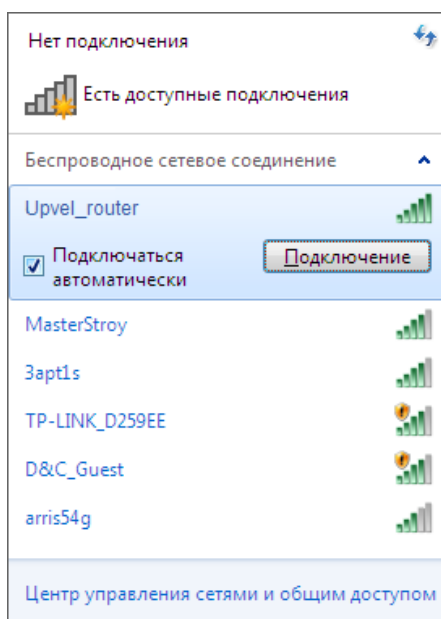 Нет подключения
Есть доступные подключения
Беспроводное сетевое соединение
Upvel_router
Подключаться
автоматически
Подключение
MasterStroy
3apt1s
TP-LINK_D259EE
D&C_Guest
arris54g
Центр управления сетями и общим доступом